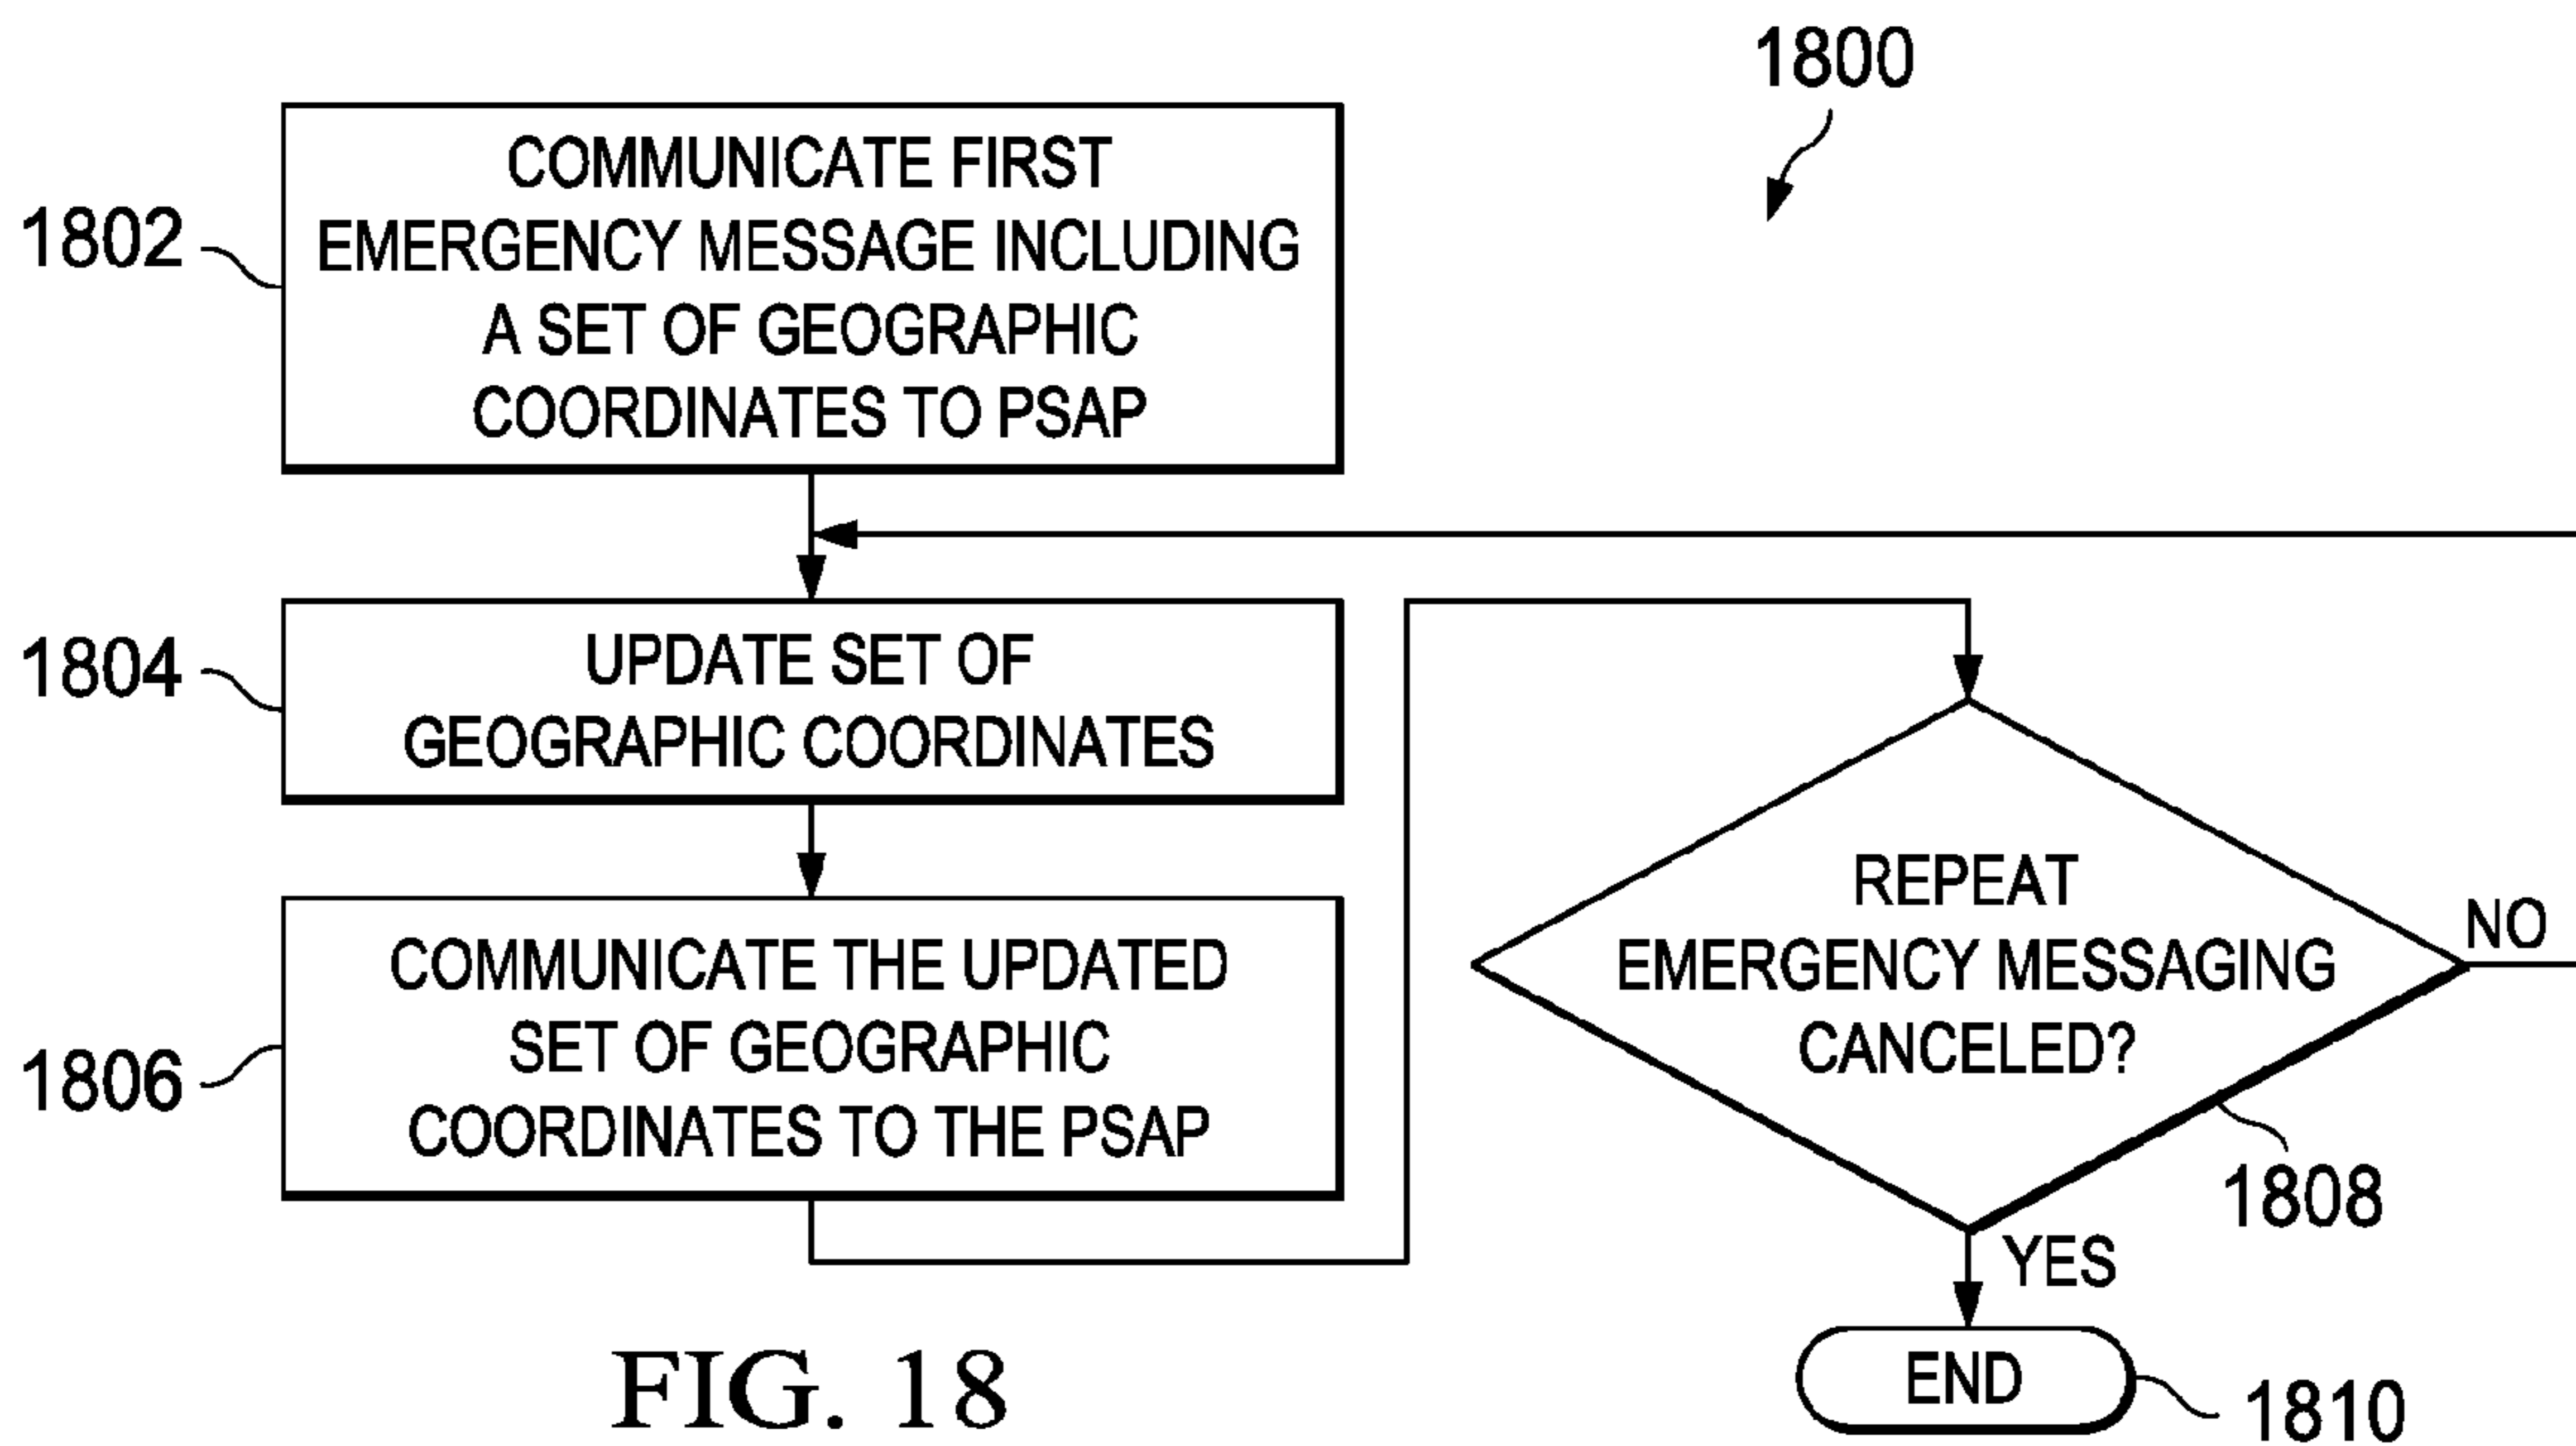 1800
1802
COMMUNICATE FIRST
EMERGENCY MESSAGE INCLUDING
A SET OF GEOGRAPHIC
COORDINATES TO PSAP
1804
UPDATE SET OF
GEOGRAPHIC COORDINATES
1806
COMMUNICATE THE UPDATED
SET OF GEOGRAPHIC
COORDINATES TO THE PSAP
REPEAT
EMERGENCY MESSAGING
CANCELED?
NO
1808
YES
END
1810
FIG. 18